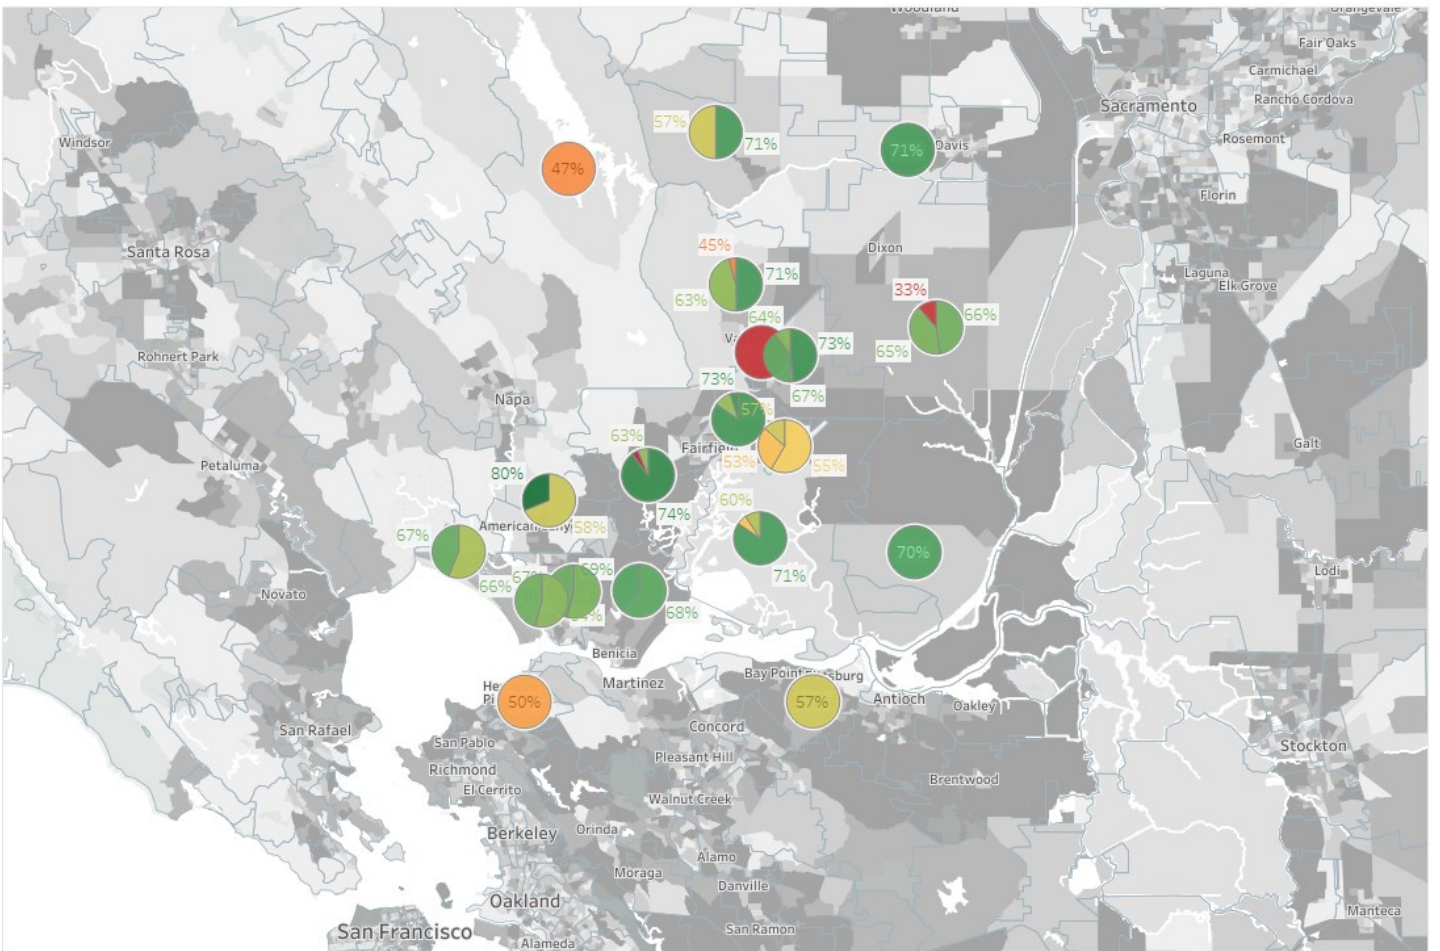 Woodland
Orangevale
Fair Oaks
Carmichael
Rancho Cordova
Sacramento
57%
71%
Windsor
Rosemont
71%
Davis
47%
Florin
45%
Dixon
Santa Rosa
71%
Laguna
Elk Grove
33%
63%
64%
66%
73%
65%
Rohnert Park
73%
67%
Napa
57%
63%
Fairfield
Galt
53%
55%
Petaluma
80%
60%
74%
58%
67%
70%
71%
69%
Lodi
66%
67%
Novato
68%
Benicia
Bay Point
Martinez
50%
57%
Antioch
Oakley
San Rafael
Concord
San Pablo
Stockton
Pleasant Hill
Richmond
Brentwood
El Cerrito
Walnut Creek
Berkeley
Orinda
Alamo
Moraga
Danville
Oakland
Manteca
San Francisco
San Ramon
Alameda